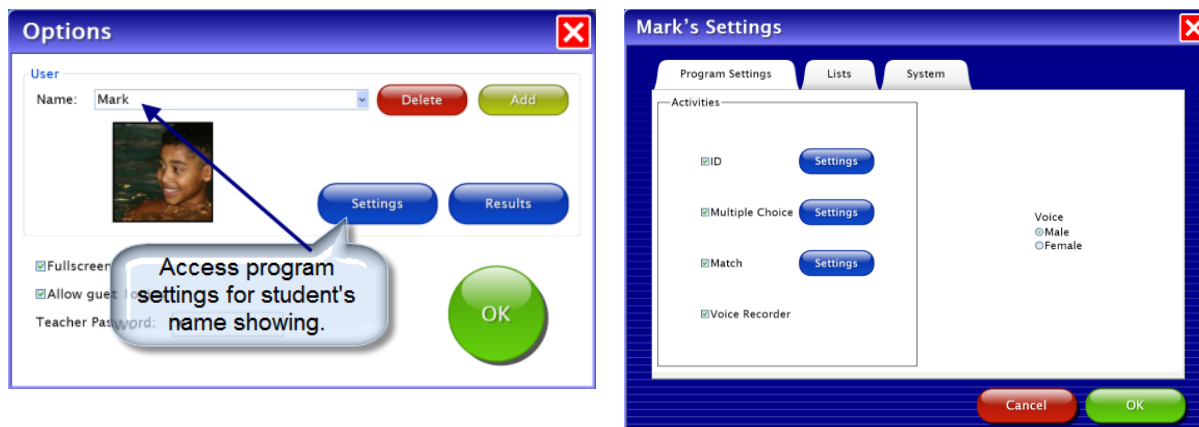 Options
User
Name: Mark Delete Add
Settings Results
Fullscreen
Allow guest
Teacher Password:
OK
Access program
settings for student's
name showing.
Mark's Settings
Program Settings Lists System
Activities
ID Settings
Multiple Choice Settings
Match Settings
Voice Recorder
Voice
Male
Female
Cancel OK